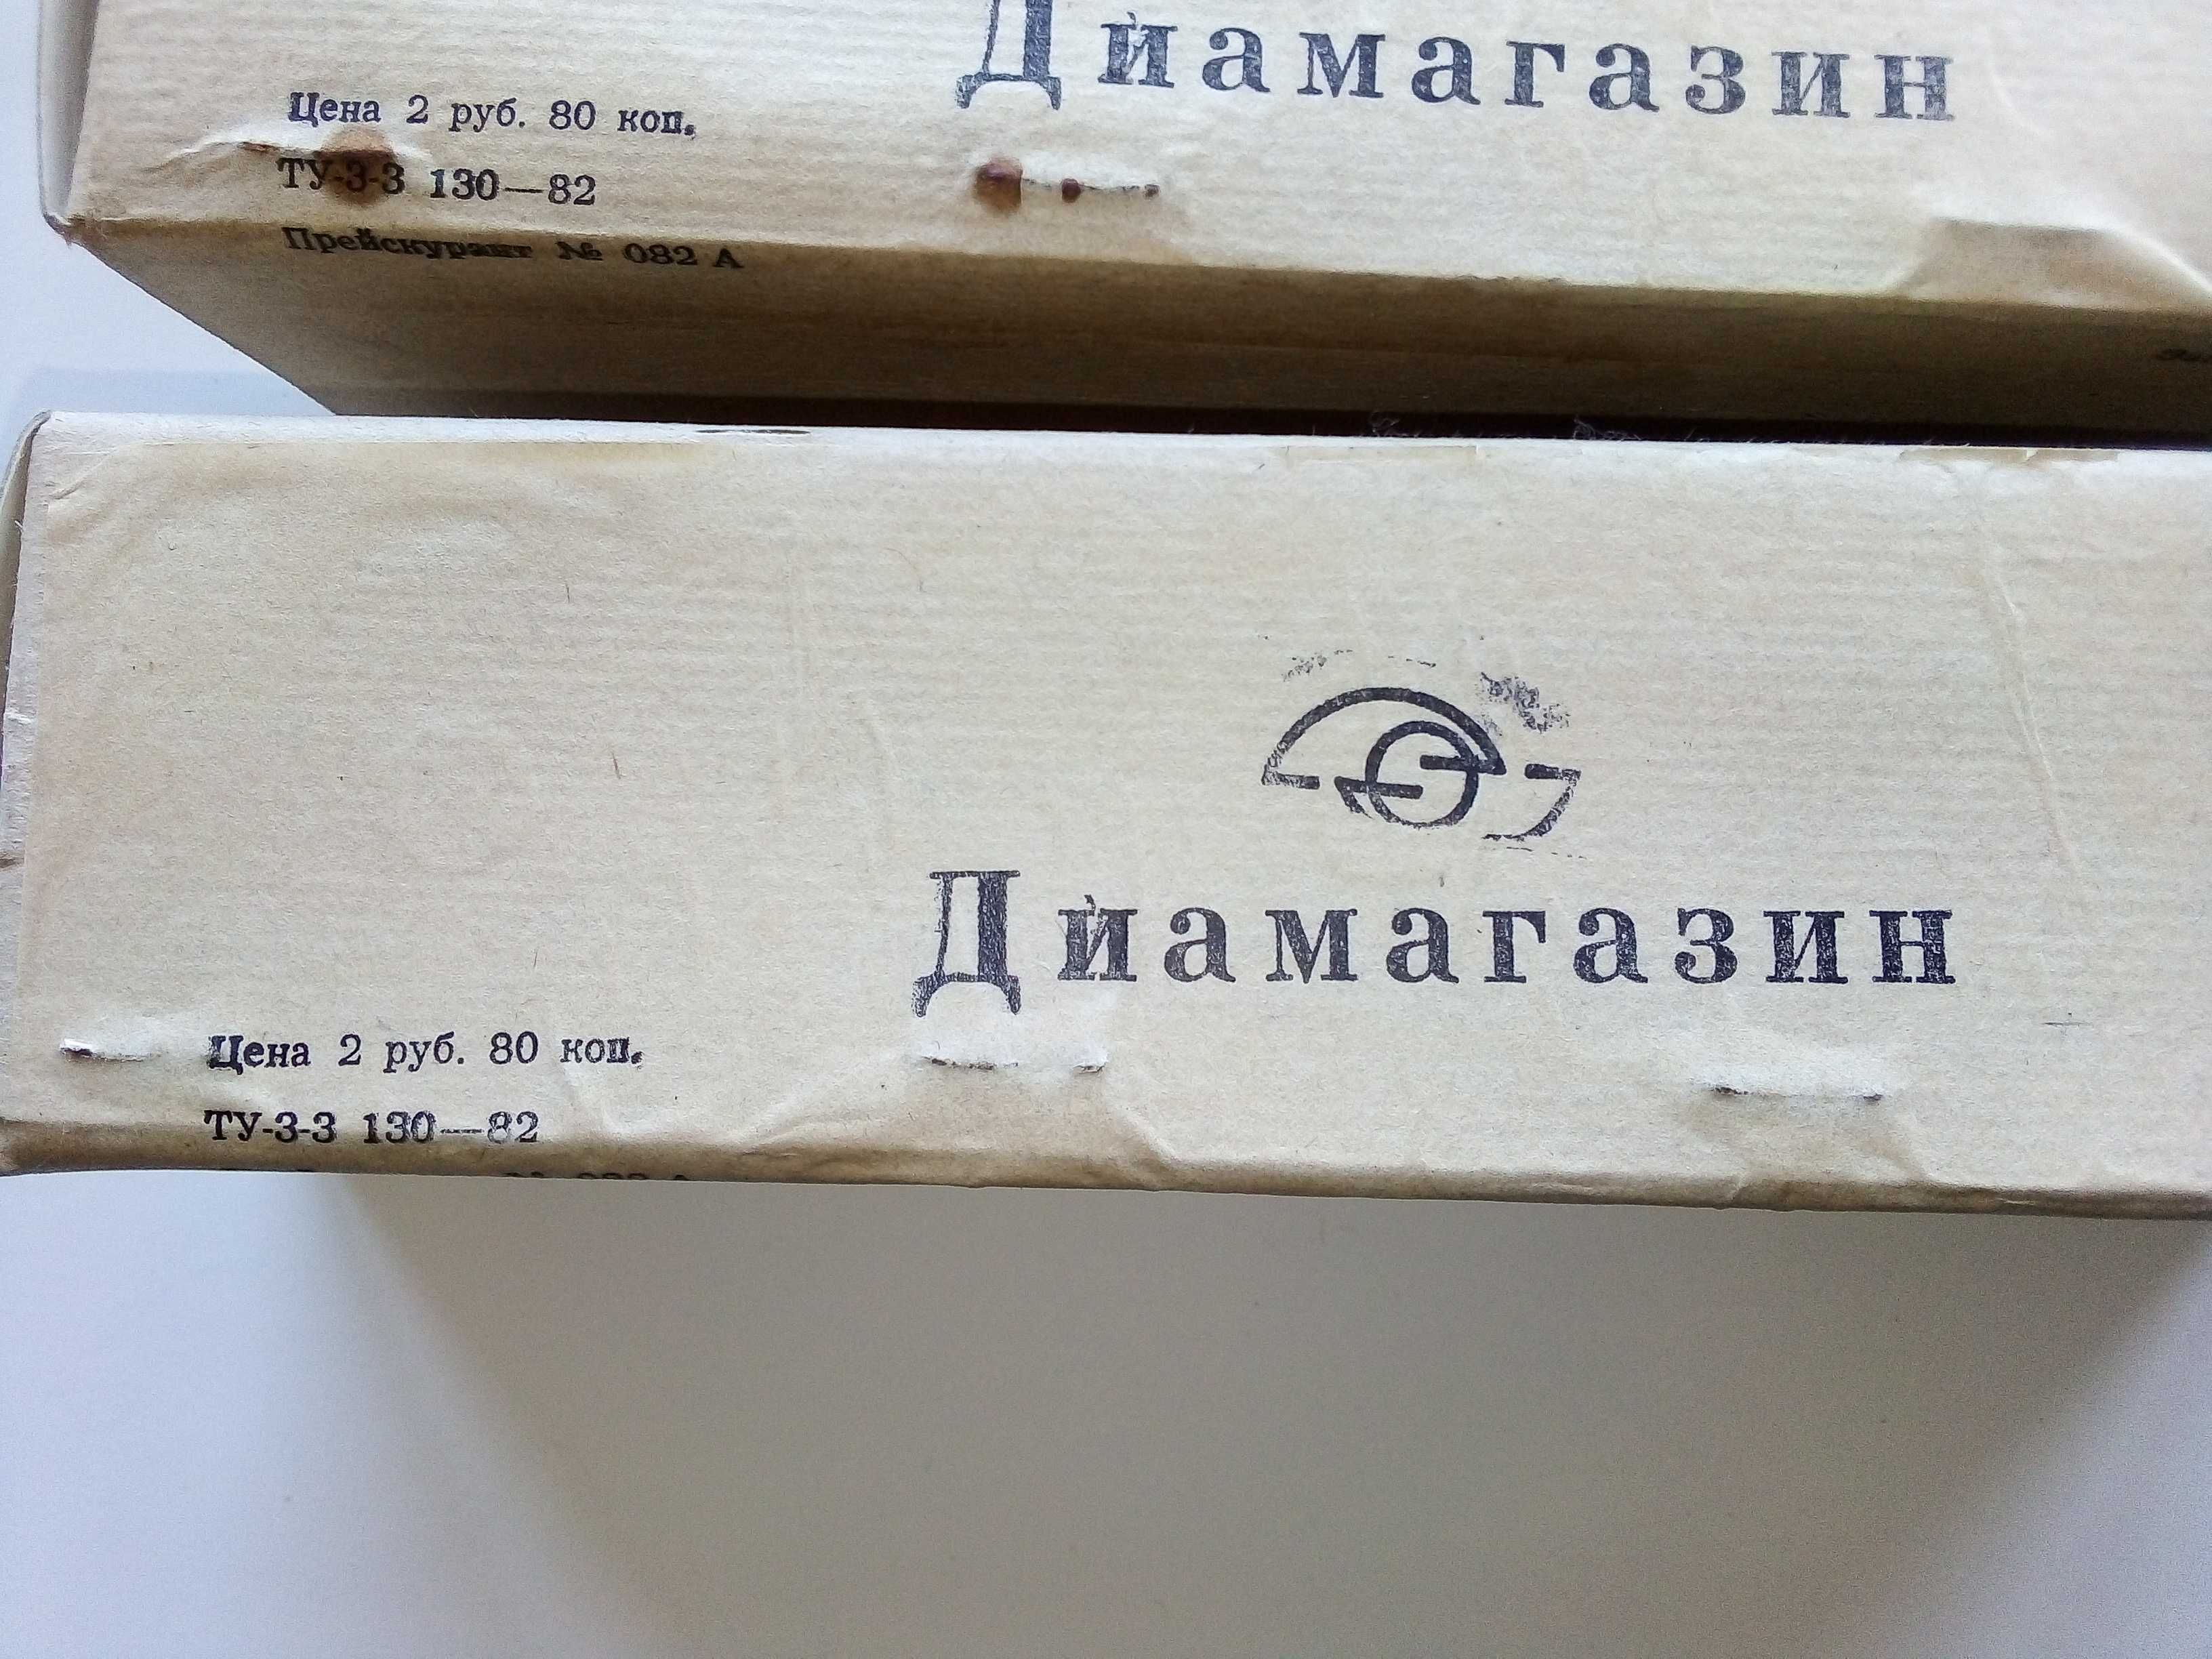 Диамагазин
Цена 2 руб. 80 коп.
ТУ-3-3 130—82
Прейскурант № 082 А
Диамагазин
Цена 2 руб. 80 коп.
ТУ-3-3 130—82